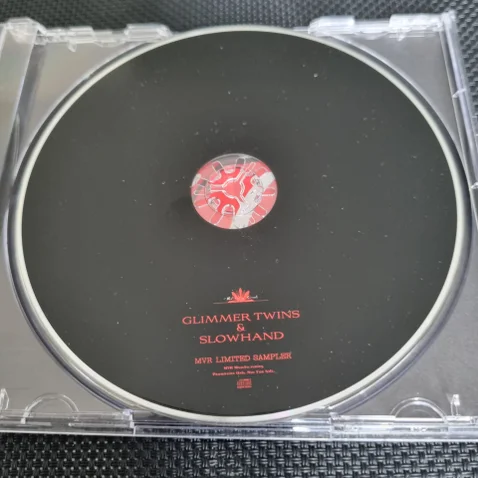 GLIMMER TWINS
&
SLOWHAND
MVR LIMITED SAMPLER